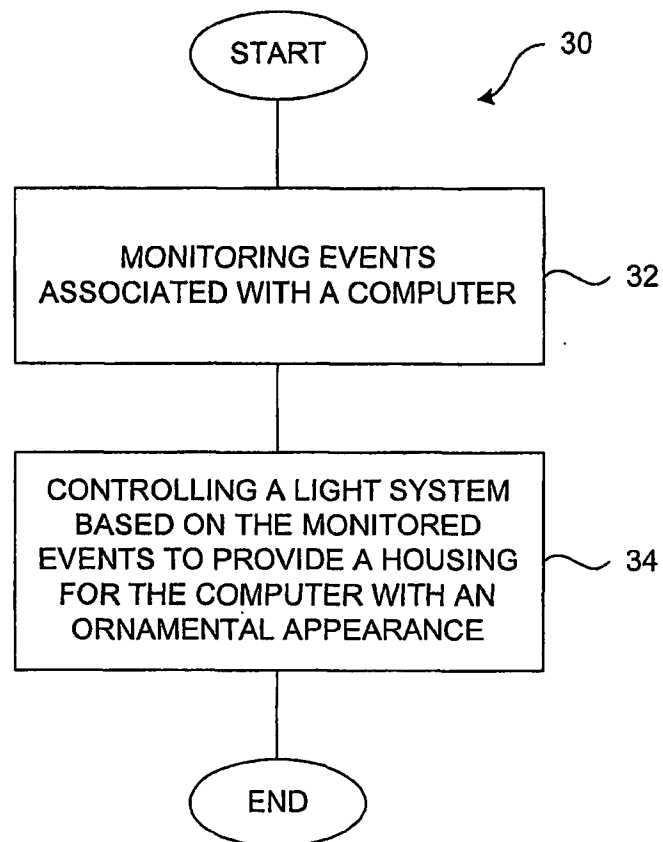 START
30
MONITORING EVENTS
ASSOCIATED WITH A COMPUTER
32
CONTROLLING A LIGHT SYSTEM
BASED ON THE MONITORED
EVENTS TO PROVIDE A HOUSING
FOR THE COMPUTER WITH AN
ORNAMENTAL APPEARANCE
34
END